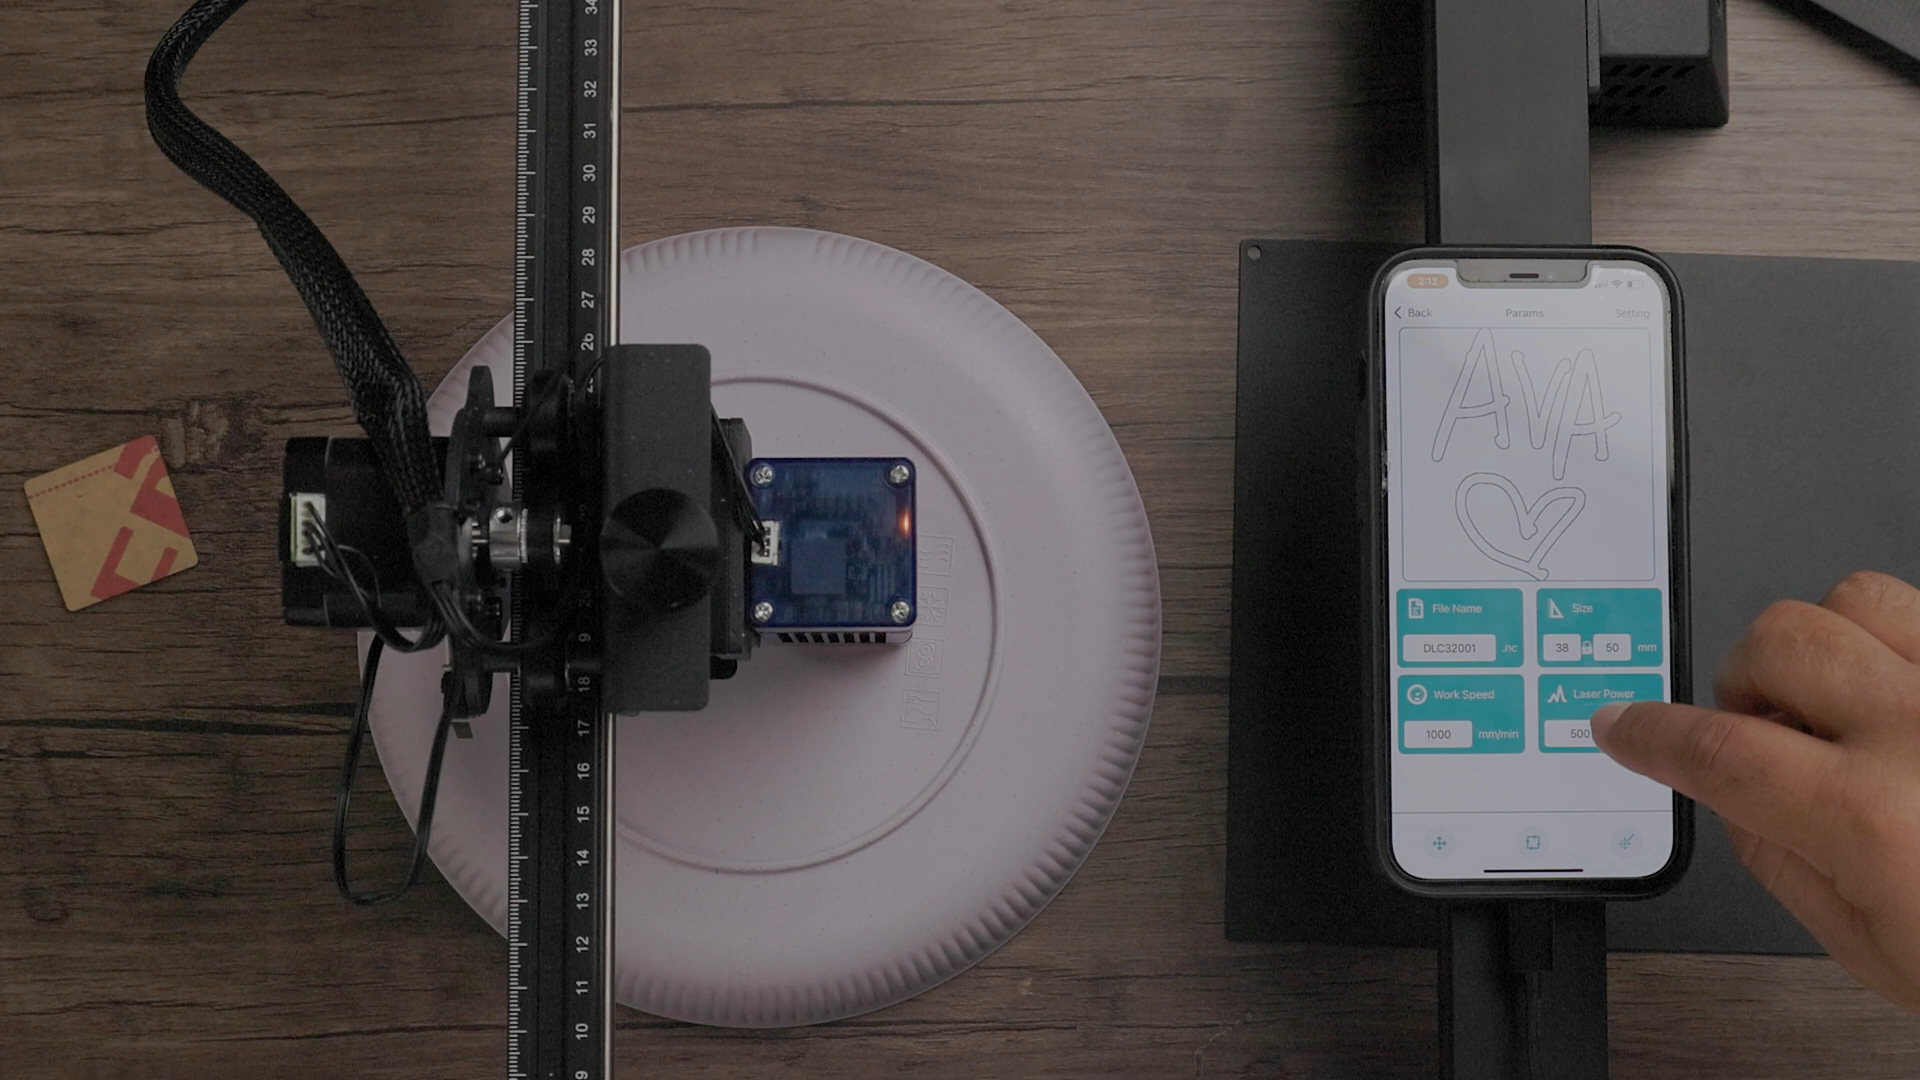 34
33
32
31
30
29
28
27
26
20
18
17
16
15
14
13
12
11
10
9
2:12
Back Params Setting
AVA
File Name
DLC32001 .nc
Size
38 50 mm
Work Speed
1000 mm/min
Laser Power
500